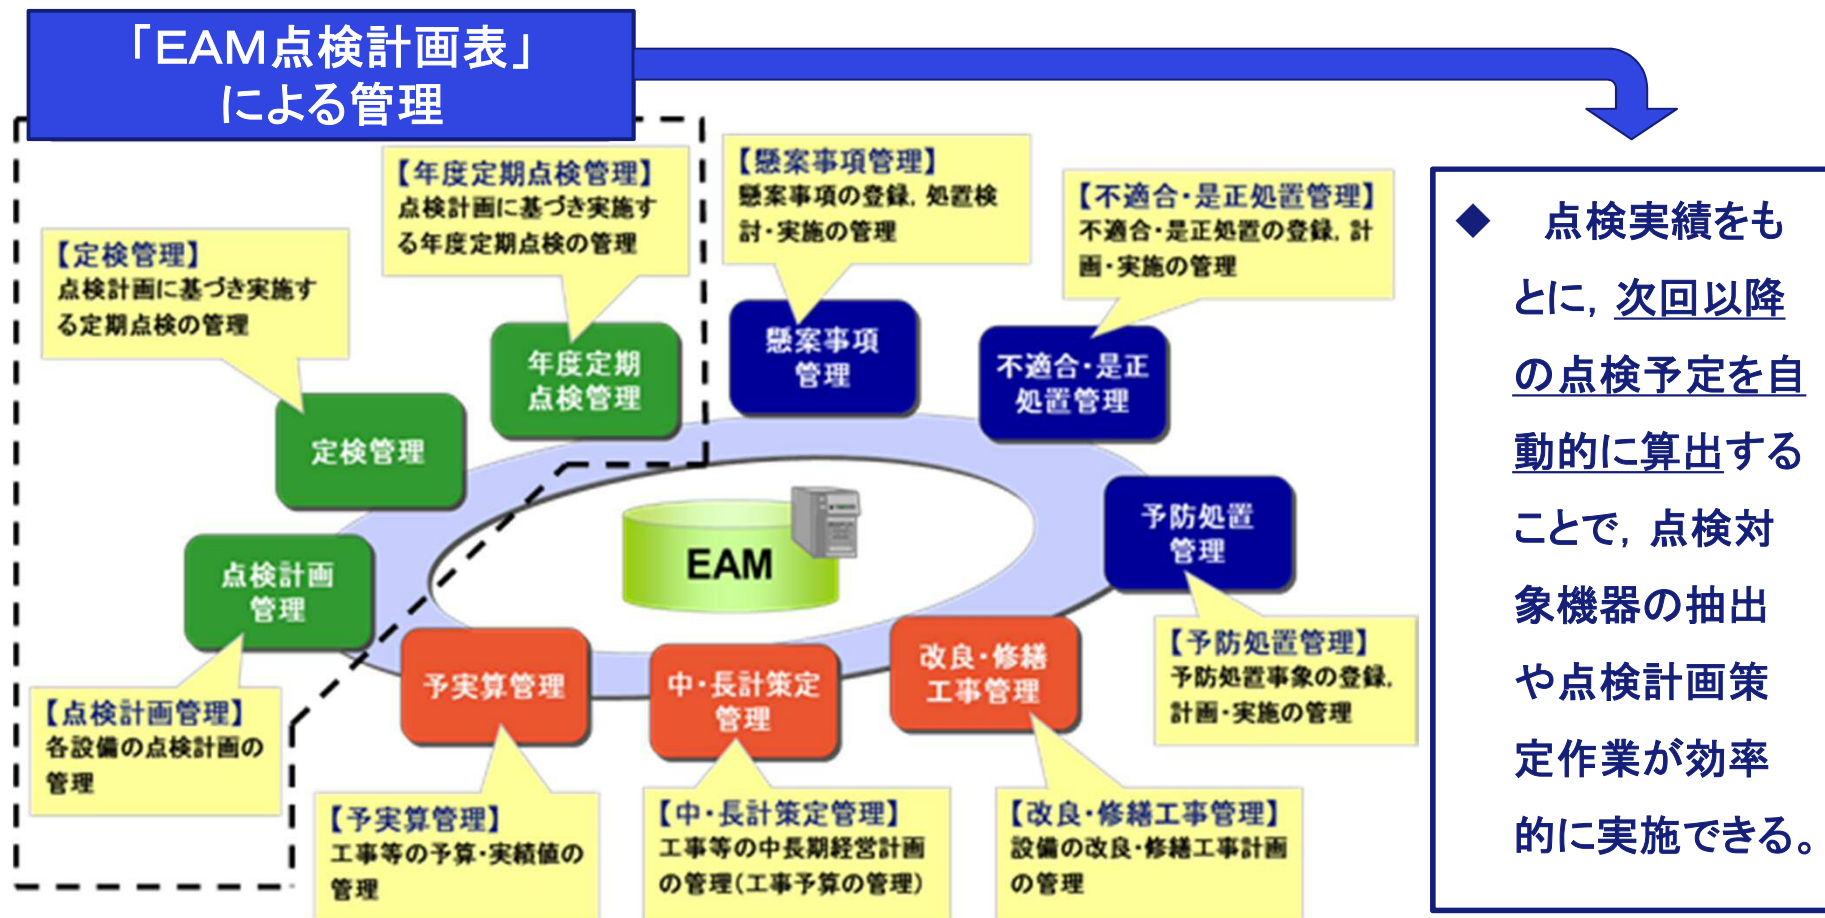 「EAM点検計画表」
による管理
【年度定期点検管理】
点検計画に基づき実施す
る年度定期点検の管理
【懸案事項管理】
懸案事項の登録, 処置検
討・実施の管理
【不適合・是正処置管理】
不適合・是正処置の登録, 計
画・実施の管理
【定検管理】
点検計画に基づき実施す
る定期点検の管理
年度定期
点検管理
懸案事項
管理
不適合・是正
処置管理
定検管理
予防処置
管理
EAM
点検計画
管理
予実算管理
中・長計策定
管理
改良・修繕
工事管理
【予防処置管理】
予防処置事象の登録,
計画・実施の管理
【点検計画管理】
各設備の点検計画の
管理
【予実算管理】
工事等の予算・実績値の
管理
【中・長計策定管理】
工事等の中長期経営計画
の管理(工事予算の管理)
【改良・修繕工事管理】
設備の改良・修繕工事計画
の管理
◆ 点検実績をも
とに, 次回以降
の点検予定を自
動的に算出する
ことで, 点検対
象機器の抽出
や点検計画策
定作業が効率
的に実施できる。